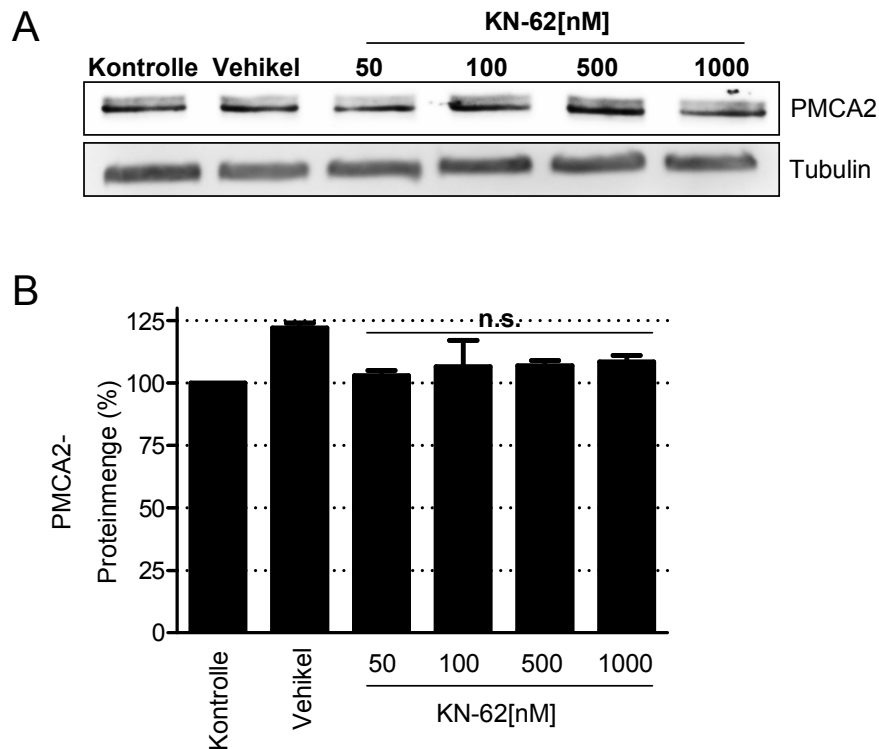 A
KN-62[nM]
Kontrolle Vehikel 50 100 500 1000
PMCA2
Tubulin
B
PMCA2-
Proteinmenge (%)
125
100
75
50
25
0
n.s.
Kontrolle
Vehikel
50 100 500 1000
KN-62[nM]